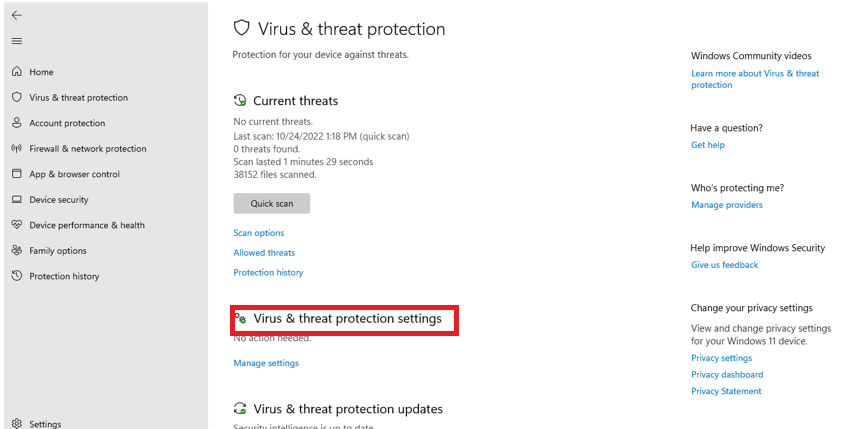 Home
Virus & threat protection
Account protection
Firewall & network protection
App & browser control
Device security
Device performance & health
Family options
Protection history
Settings
Virus & threat protection
Protection for your device against threats.
Current threats
No current threats.
Last scan: 10/24/2022 1:18 PM (quick scan)
0 threats found.
Scan lasted 1 minutes 29 seconds
38152 files scanned.
Quick scan
Scan options
Allowed threats
Protection history
Virus & threat protection settings
No action needed.
Manage settings
Virus & threat protection updates
Security intelligence is up to date.
Windows Community videos
Learn more about Virus & threat
protection
Have a question?
Get help
Who's protecting me?
Manage providers
Help improve Windows Security
Give us feedback
Change your privacy settings
View and change privacy settings
for your Windows 11 device.
Privacy settings
Privacy dashboard
Privacy Statement